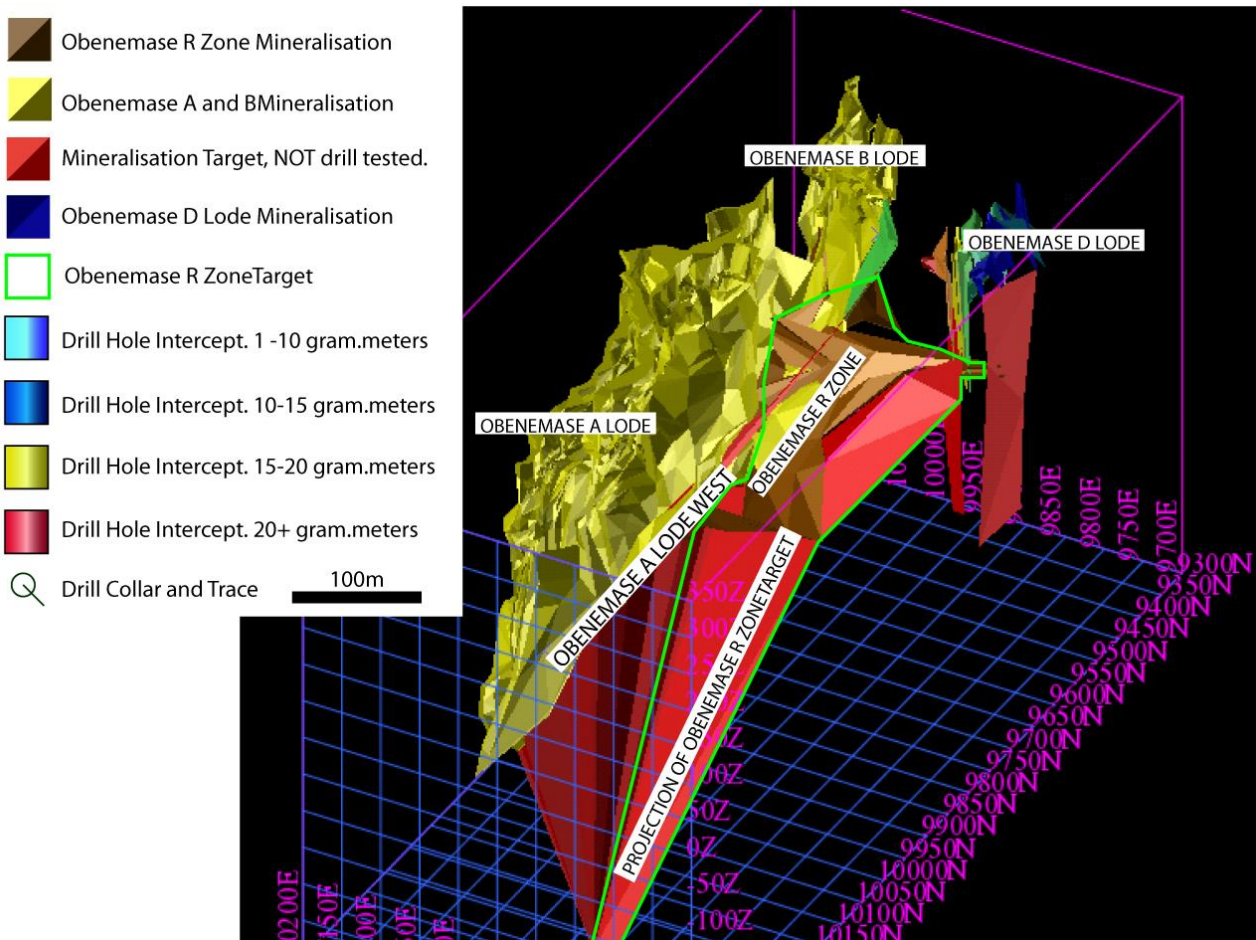 Obenemase R Zone Mineralisation
Obenemase A and BMineralisation
Mineralisation Target, NOT drill tested.
Obenemase D Lode Mineralisation
Obenemase R ZoneTarget
Drill Hole Intercept. 1 -10 gram.meters
Drill Hole Intercept. 10-15 gram.meters
Drill Hole Intercept. 15-20 gram.meters
Drill Hole Intercept. 20+ gram.meters
Drill Collar and Trace
100m
OBENEMASE B LODE
OBENEMASE D LODE
OBENEMASE A LODE
OBENEMASE R ZONE
OBENEMASE A LODE WEST
PROJECTION OF OBENEMASE R ZONETARGET
9950E
9850E
9800E
9750E
9700E
9300N
9350N
9400N
9450N
9500N
9550N
9600N
9650N
9700N
9750N
9800N
9850N
9900N
9950N
10000N
10050N
10100N
10150N
350Z
0Z
-50Z
-100Z